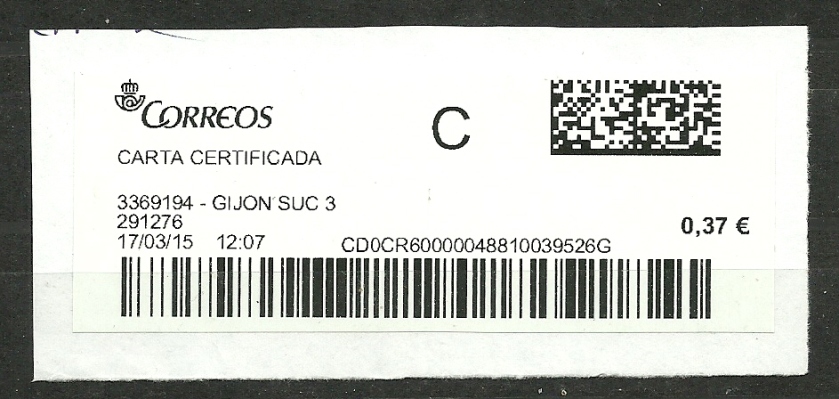 CORREOS
C
CARTA CERTIFICADA
3369194 - GIJON SUC 3
291276
0,37 €
17/03/15 12:07 CD0CR60000048810039526G